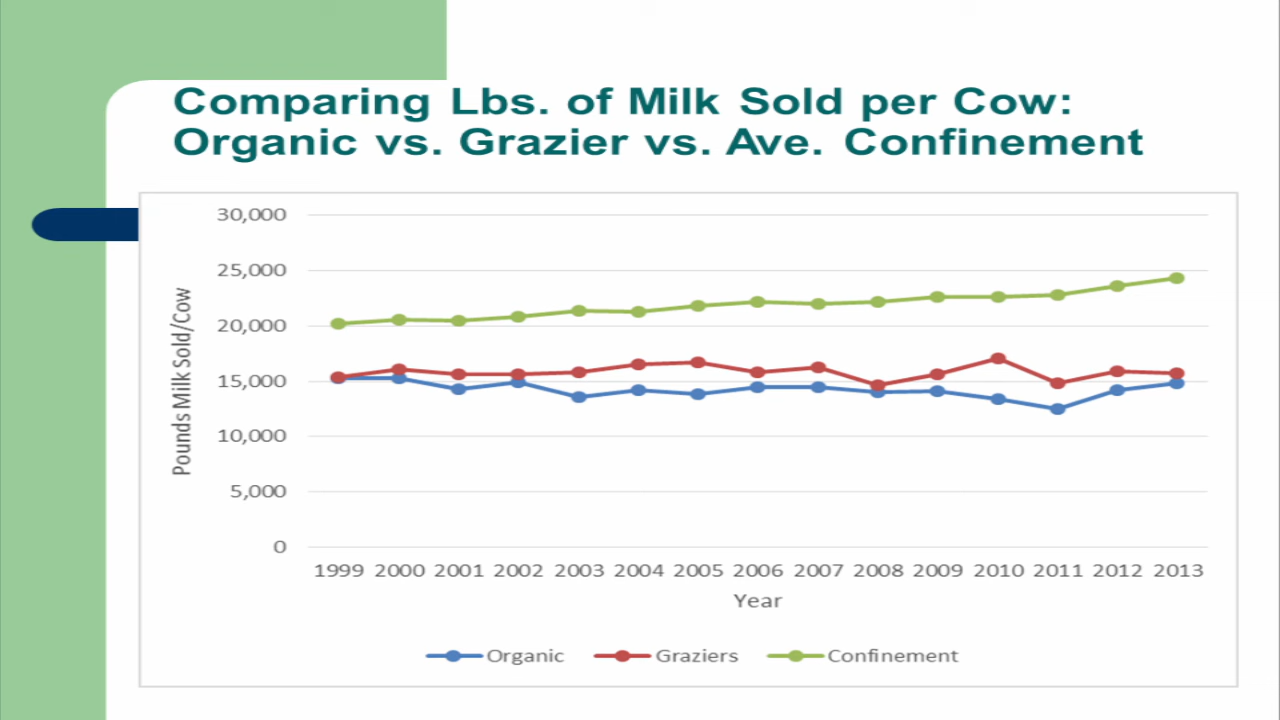 Comparing Lbs. of Milk Sold per Cow:
Organic vs. Grazier vs. Ave. Confinement
30,000
25,000
20,000
15,000
10,000
5,000
0
Pounds Milk Sold/Cow
1999 2000 2001 2002 2003 2004 2005 2006 2007 2008 2009 2010 2011 2012 2013
Year
Organic Graziers Confinement